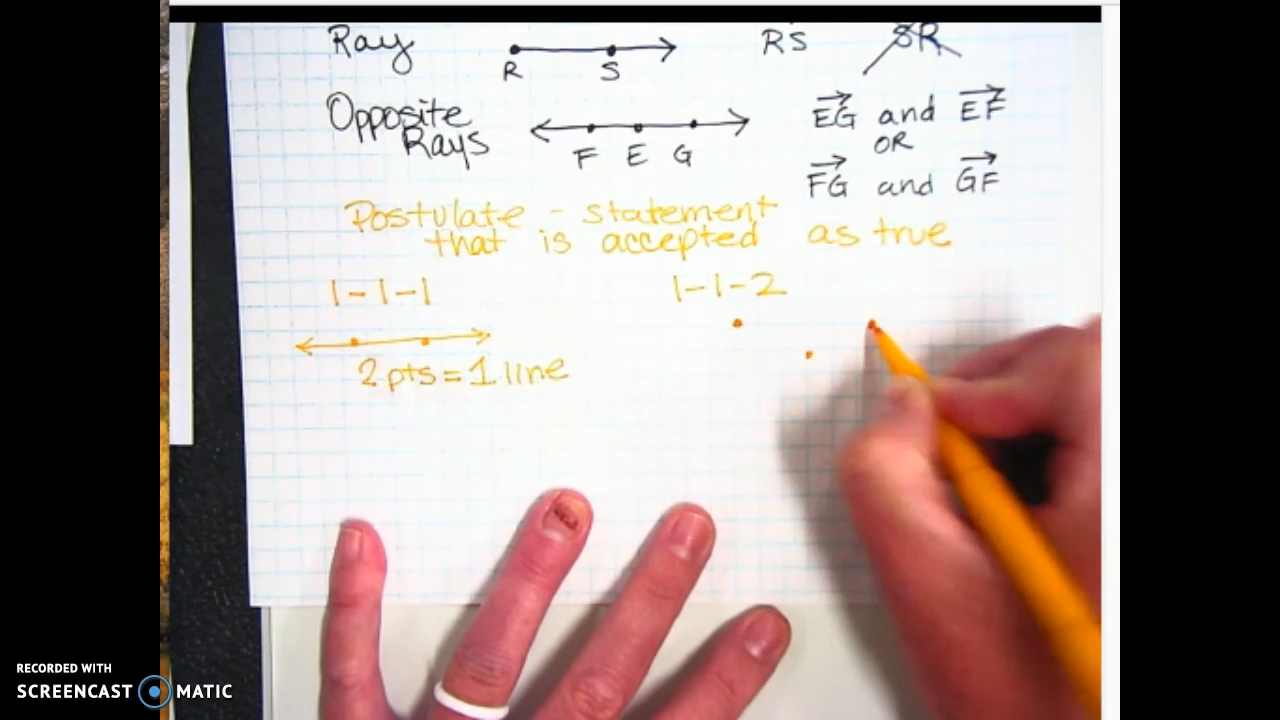 Ray
R S
RS
SR
Opposite
Rays
F E G
EG and EF
OR
FG and GF
Postulate - statement
that is accepted as true
1-1-1
1-1-2
2 pts = 1 line
RECORDED WITH
SCREENCAST MATIC